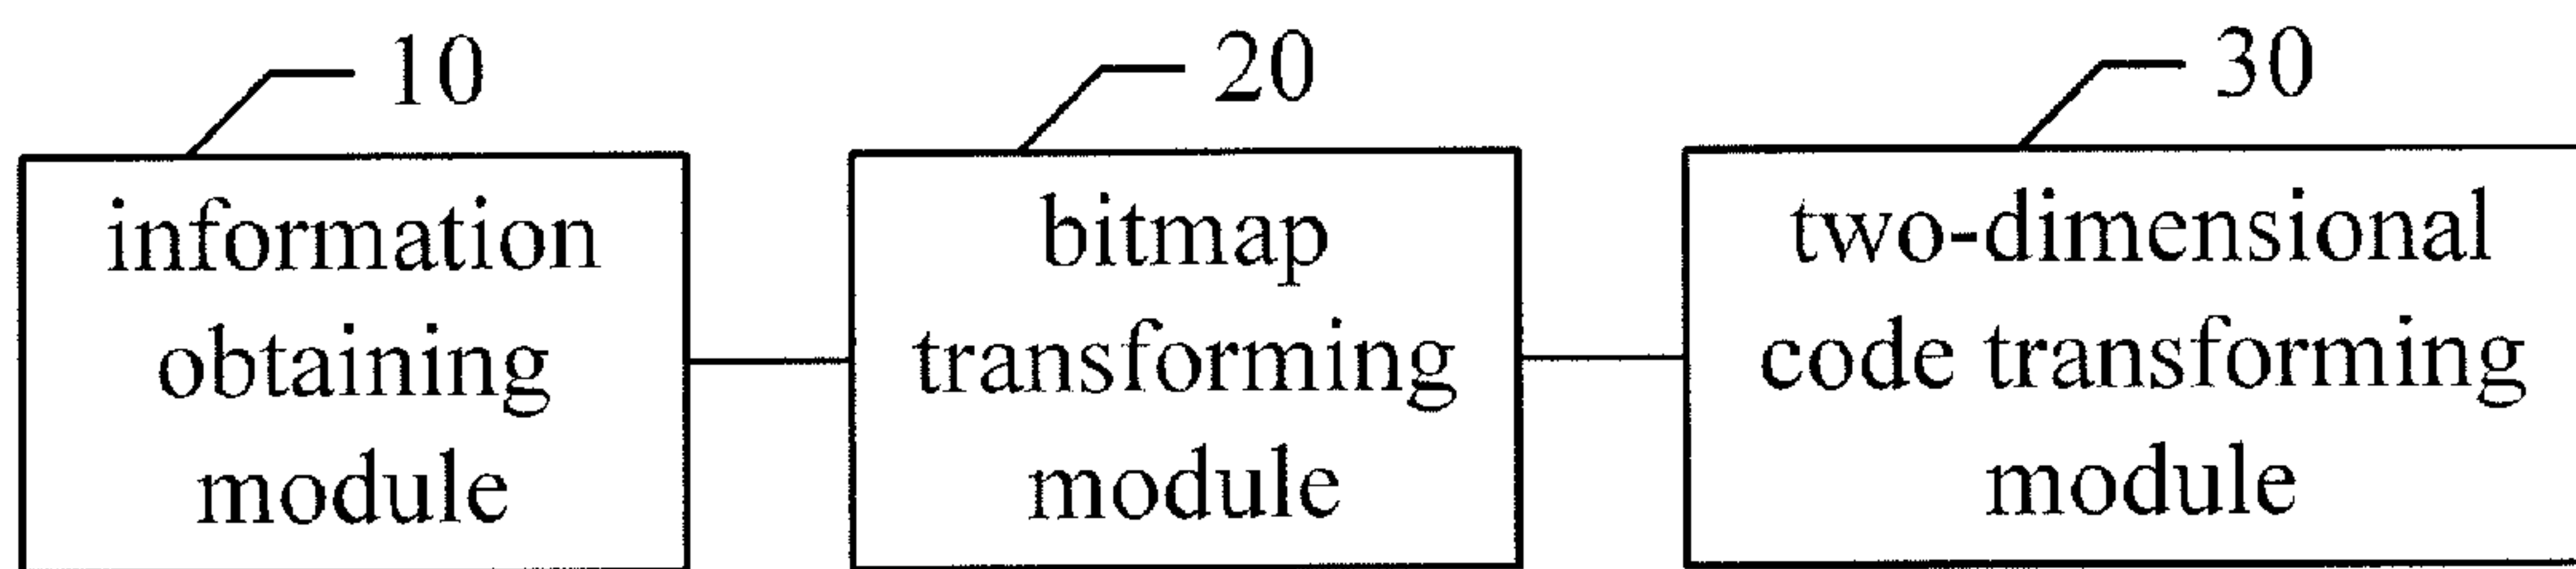 10
information
obtaining
module
20
bitmap
transforming
module
30
two-dimensional
code transforming
module